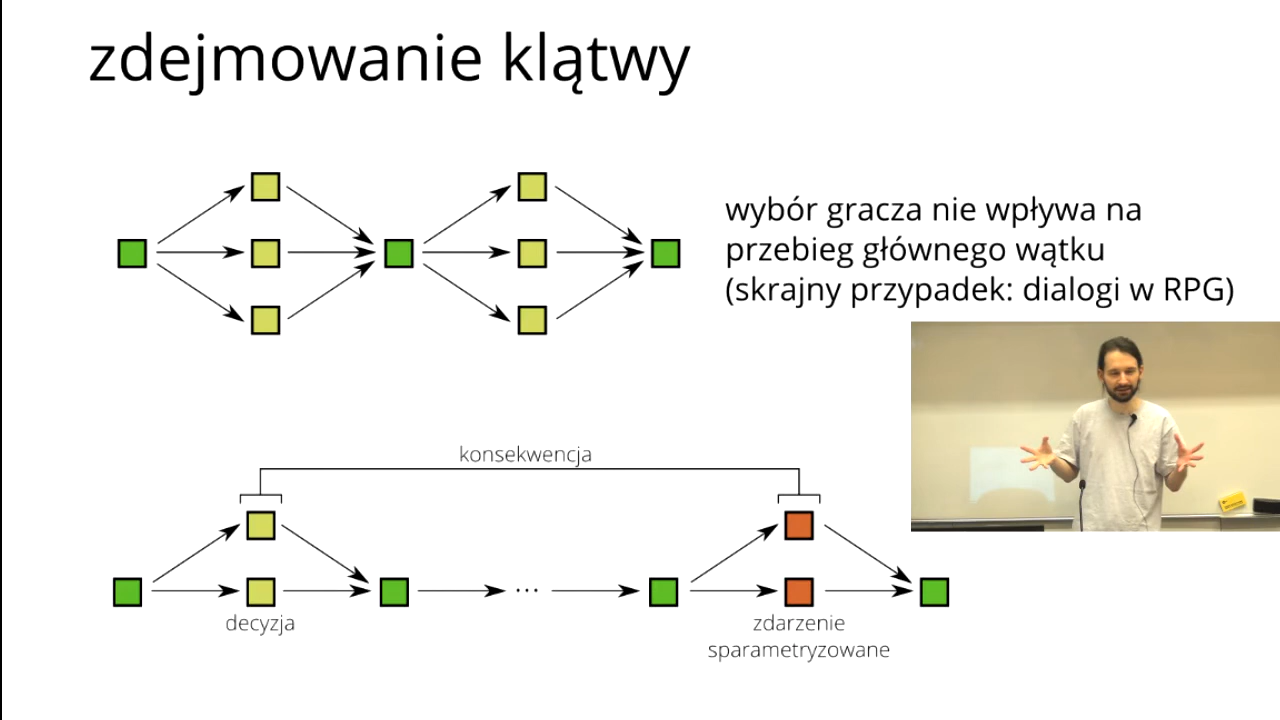 zdejmowanie klątwy
wybór gracza nie wpływa na
przebieg głównego wątku
(skrajny przypadek: dialogi w RPG)
konsekwencja
...
decyzja
zdarzenie
sparametryzowane